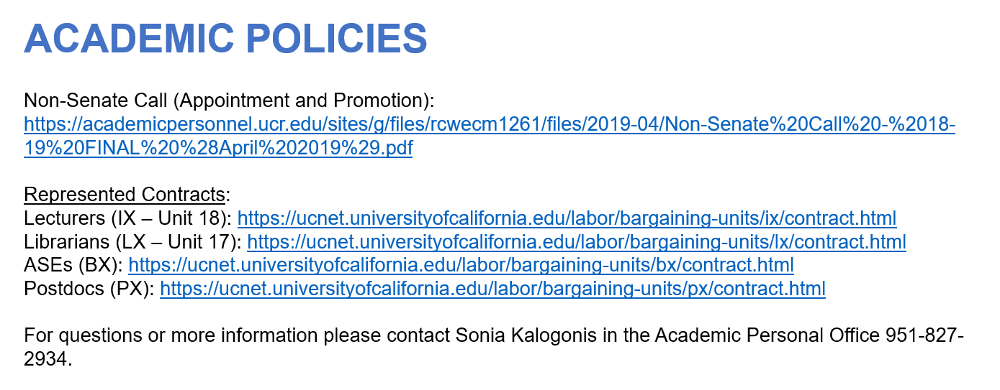 ACADEMIC POLICIES
Non-Senate Call (Appointment and Promotion):
https://academicpersonnel.ucr.edu/sites/g/files/rcwecm1261/files/2019-04/Non-Senate%20Call%20-%2018-
19%20FINAL%20%28April%202019%29.pdf
Represented Contracts:
Lecturers (IX – Unit 18): https://ucnet.universityofcalifornia.edu/labor/bargaining-units/ix/contract.html
Librarians (LX – Unit 17): https://ucnet.universityofcalifornia.edu/labor/bargaining-units/lx/contract.html
ASEs (BX): https://ucnet.universityofcalifornia.edu/labor/bargaining-units/bx/contract.html
Postdocs (PX): https://ucnet.universityofcalifornia.edu/labor/bargaining-units/px/contract.html
For questions or more information please contact Sonia Kalogonis in the Academic Personal Office 951-827-
2934.